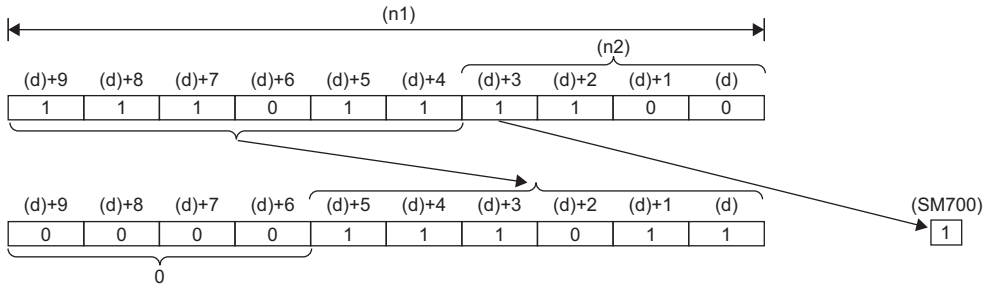 (n1)
(n2)
(d)+9 (d)+8 (d)+7 (d)+6 (d)+5 (d)+4 (d)+3 (d)+2 (d)+1 (d)
1 1 1 0 1 1 1 1 0 0
(d)+9 (d)+8 (d)+7 (d)+6 (d)+5 (d)+4 (d)+3 (d)+2 (d)+1 (d) (SM700)
0 0 0 0 1 1 1 0 1 1 1
0